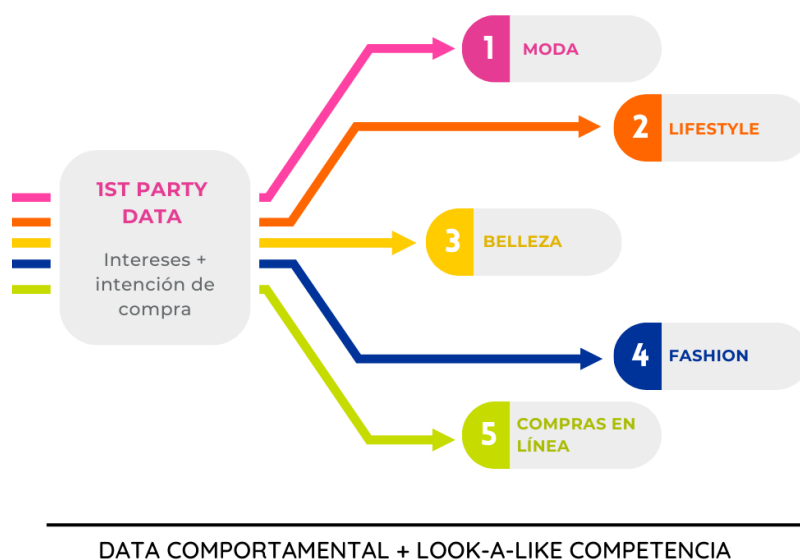 1 MODA
2 LIFESTYLE
1ST PARTY
DATA
Intereses +
intención de
compra
3 BELLEZA
4 FASHION
5 COMPRAS EN
LÍNEA
DATA COMPORTAMENTAL + LOOK-A-LIKE COMPETENCIA